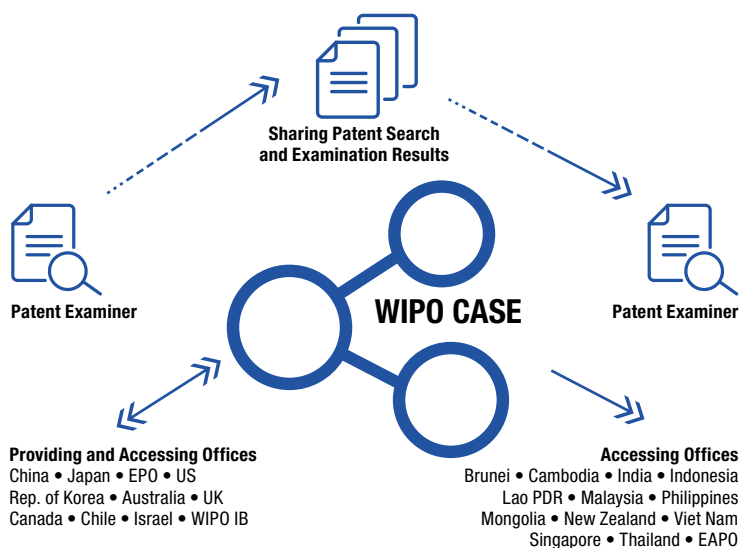 Sharing Patent Search
and Examination Results
Patent Examiner
WIPO CASE
Patent Examiner
Providing and Accessing Offices
China • Japan • EPO • US
Rep. of Korea • Australia • UK
Canada • Chile • Israel • WIPO IB
Accessing Offices
Brunei • Cambodia • India • Indonesia
Lao PDR • Malaysia • Philippines
Mongolia • New Zealand • Viet Nam
Singapore • Thailand • EAPO